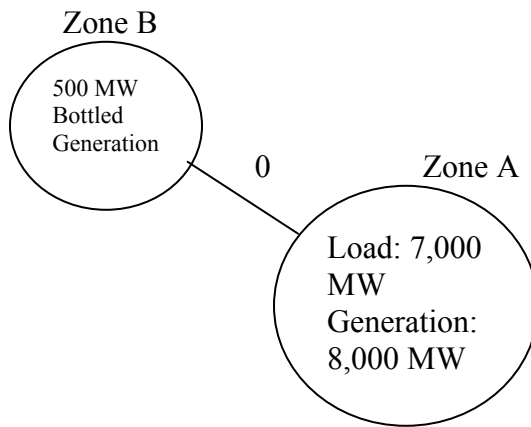 Zone B
500 MW
Bottled
Generation
0
Zone A
Load: 7,000
MW
Generation:
8,000 MW